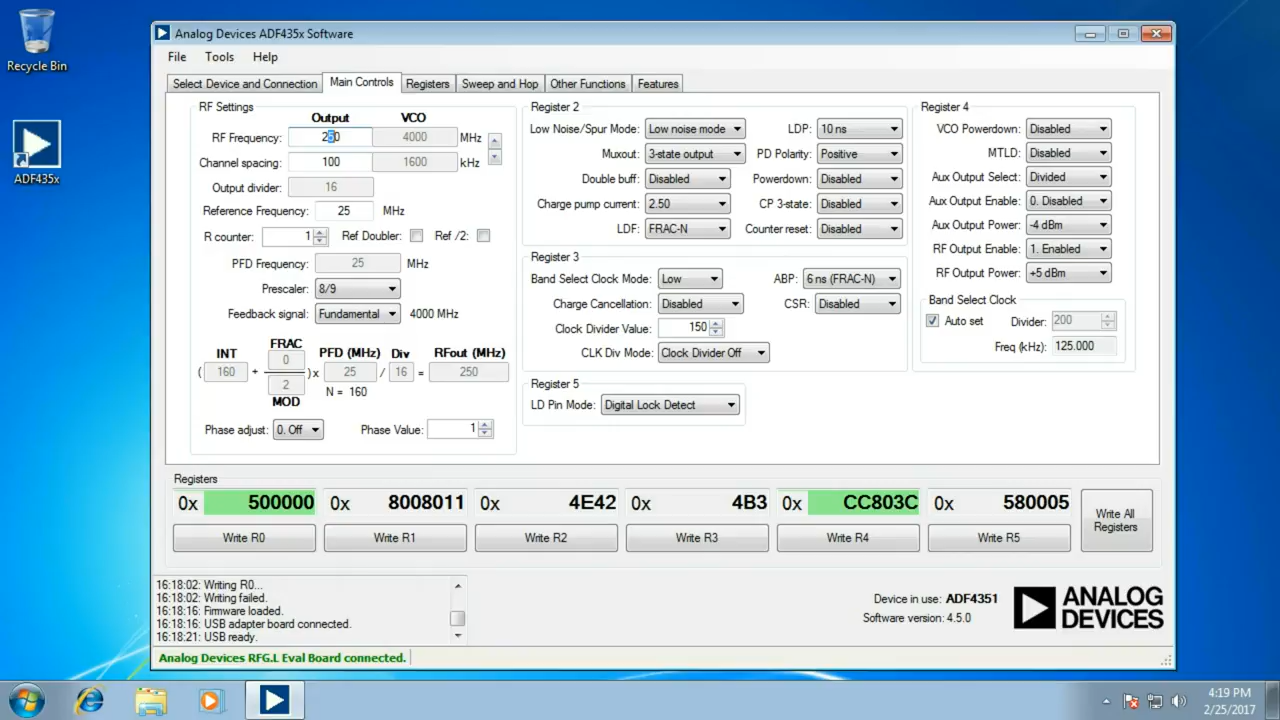 Recycle Bin
ADF435x
Analog Devices ADF435x Software
File Tools Help
Select Device and Connection Main Controls Registers Sweep and Hop Other Functions Features
RF Settings
Output VCO
RF Frequency: 250 4000 MHz
Channel spacing: 100 1600 kHz
Output divider: 16
Reference Frequency: 25 MHz
R counter: 1 Ref Doubler: Ref /2:
PFD Frequency: 25 MHz
Prescaler: 8/9
Feedback signal: Fundamental 4000 MHz
INT FRAC PFD (MHz) Div RFout (MHz)
0
( 160 + )x 25 / 16 = 250
2
MOD N = 160
Phase adjust: 0. Off Phase Value: 1
Register 2
Low Noise/Spur Mode: Low noise mode LDP: 10 ns
Muxout: 3-state output PD Polarity: Positive
Double buff: Disabled Powerdown: Disabled
Charge pump current: 2.50 CP 3-state: Disabled
LDF: FRAC-N Counter reset: Disabled
Register 3
Band Select Clock Mode: Low ABP: 6 ns (FRAC-N)
Charge Cancellation: Disabled CSR: Disabled
Clock Divider Value: 150
CLK Div Mode: Clock Divider Off
Register 5
LD Pin Mode: Digital Lock Detect
Register 4
VCO Powerdown: Disabled
MTLD: Disabled
Aux Output Select: Divided
Aux Output Enable: 0. Disabled
Aux Output Power: -4 dBm
RF Output Enable: 1. Enabled
RF Output Power: +5 dBm
Band Select Clock
Auto set Divider: 200
Freq (kHz): 125.000
Registers
0x 500000 0x 8008011 0x 4E42 0x 4B3 0x CC803C 0x 580005
Write R0 Write R1 Write R2 Write R3 Write R4 Write R5
Write All
Registers
16:18:02: Writing R0...
16:18:02: Writing failed.
16:18:16: Firmware loaded.
16:18:16: USB adapter board connected.
16:18:21: USB ready.
Device in use: ADF4351
Software version: 4.5.0
ANALOG
DEVICES
Analog Devices RFG.L Eval Board connected.
4:19 PM
2/25/2017